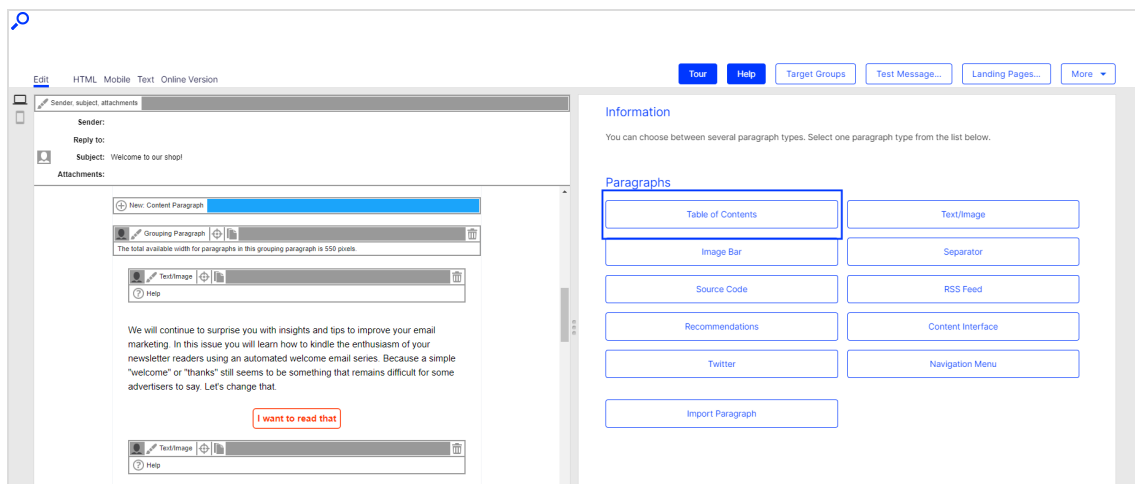 Edit HTML Mobile Text Online Version
Tour Help Target Groups Test Message... Landing Pages... More
Sender, subject, attachments
Sender:
Reply to:
Subject: Welcome to our shop!
Attachments:
New: Content Paragraph
Grouping Paragraph
The total available width for paragraphs in this grouping paragraph is 550 pixels.
Text/Image
Help
We will continue to surprise you with insights and tips to improve your email
marketing. In this issue you will learn how to kindle the enthusiasm of your
newsletter readers using an automated welcome email series. Because a simple
"welcome" or "thanks" still seems to be something that remains difficult for some
advertisers to say. Let's change that.
I want to read that
Text/Image
Help
Information
You can choose between several paragraph types. Select one paragraph type from the list below.
Paragraphs
Table of Contents Text/Image
Image Bar Separator
Source Code RSS Feed
Recommendations Content Interface
Twitter Navigation Menu
Import Paragraph